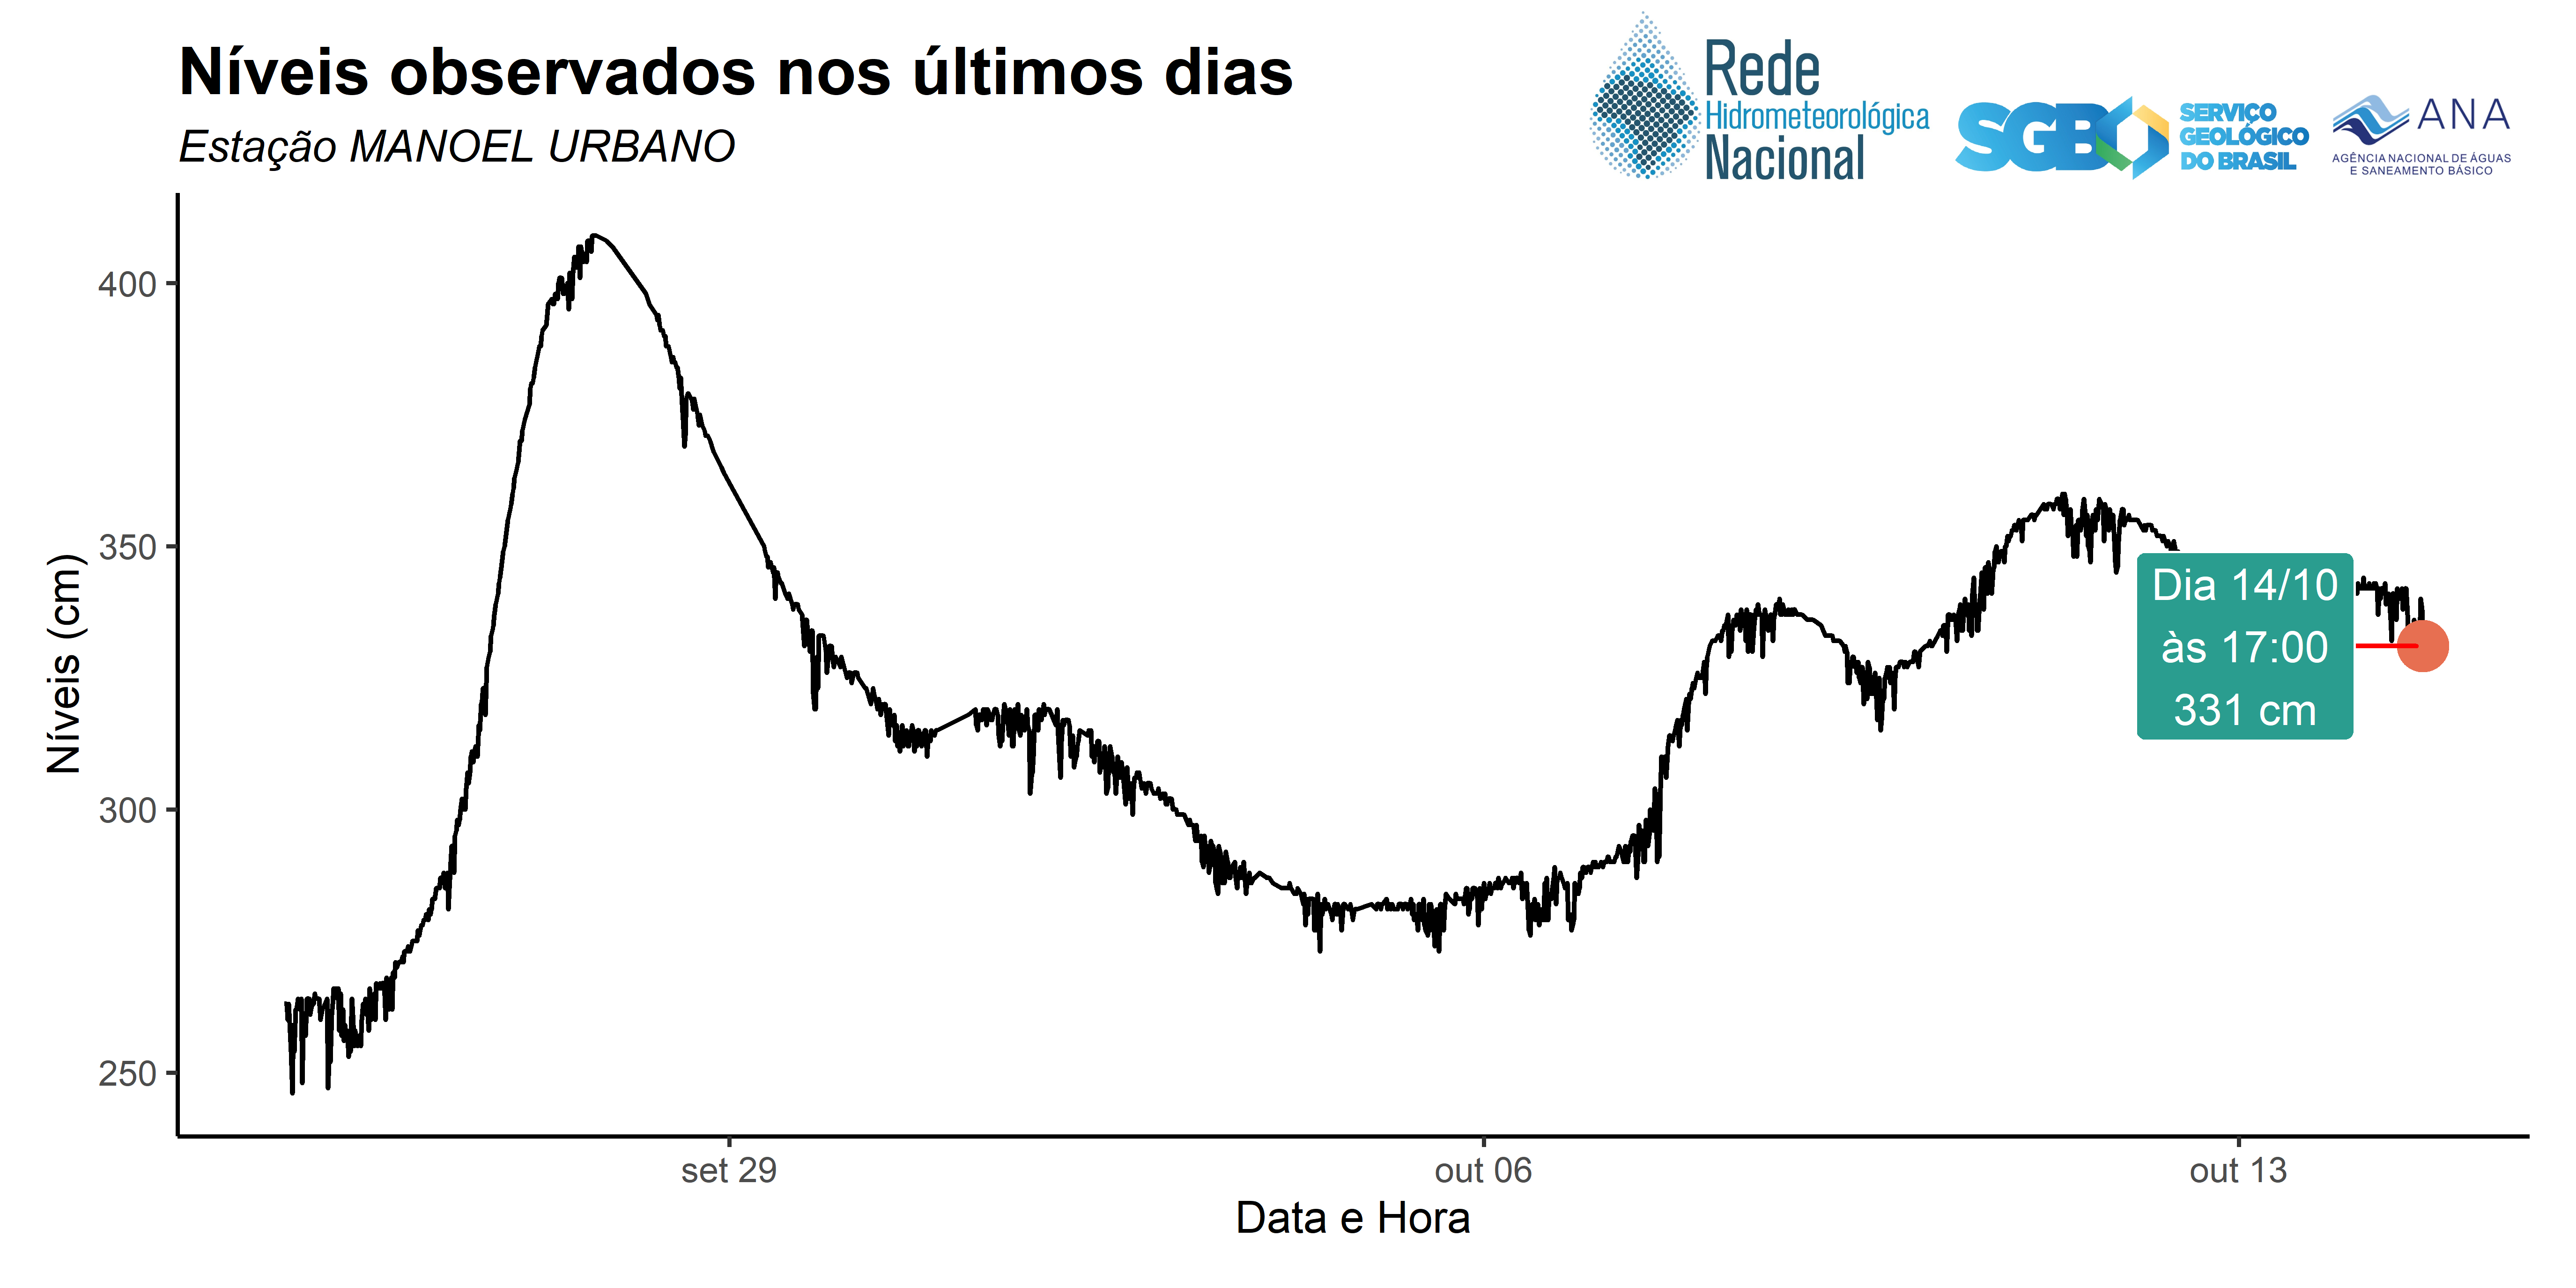 Níveis observados nos últimos dias
Estação MANOEL URBANO
Rede
Hidrometeorológica
Nacional
SGB
SERVIÇO
GEOLÓGICO
DO BRASIL
ANA
AGÊNCIA NACIONAL DE ÁGUAS
E SANEAMENTO BÁSICO
400
350
300
250
Níveis (cm)
Dia 14/10
às 17:00
331 cm
set 29
out 06
out 13
Data e Hora